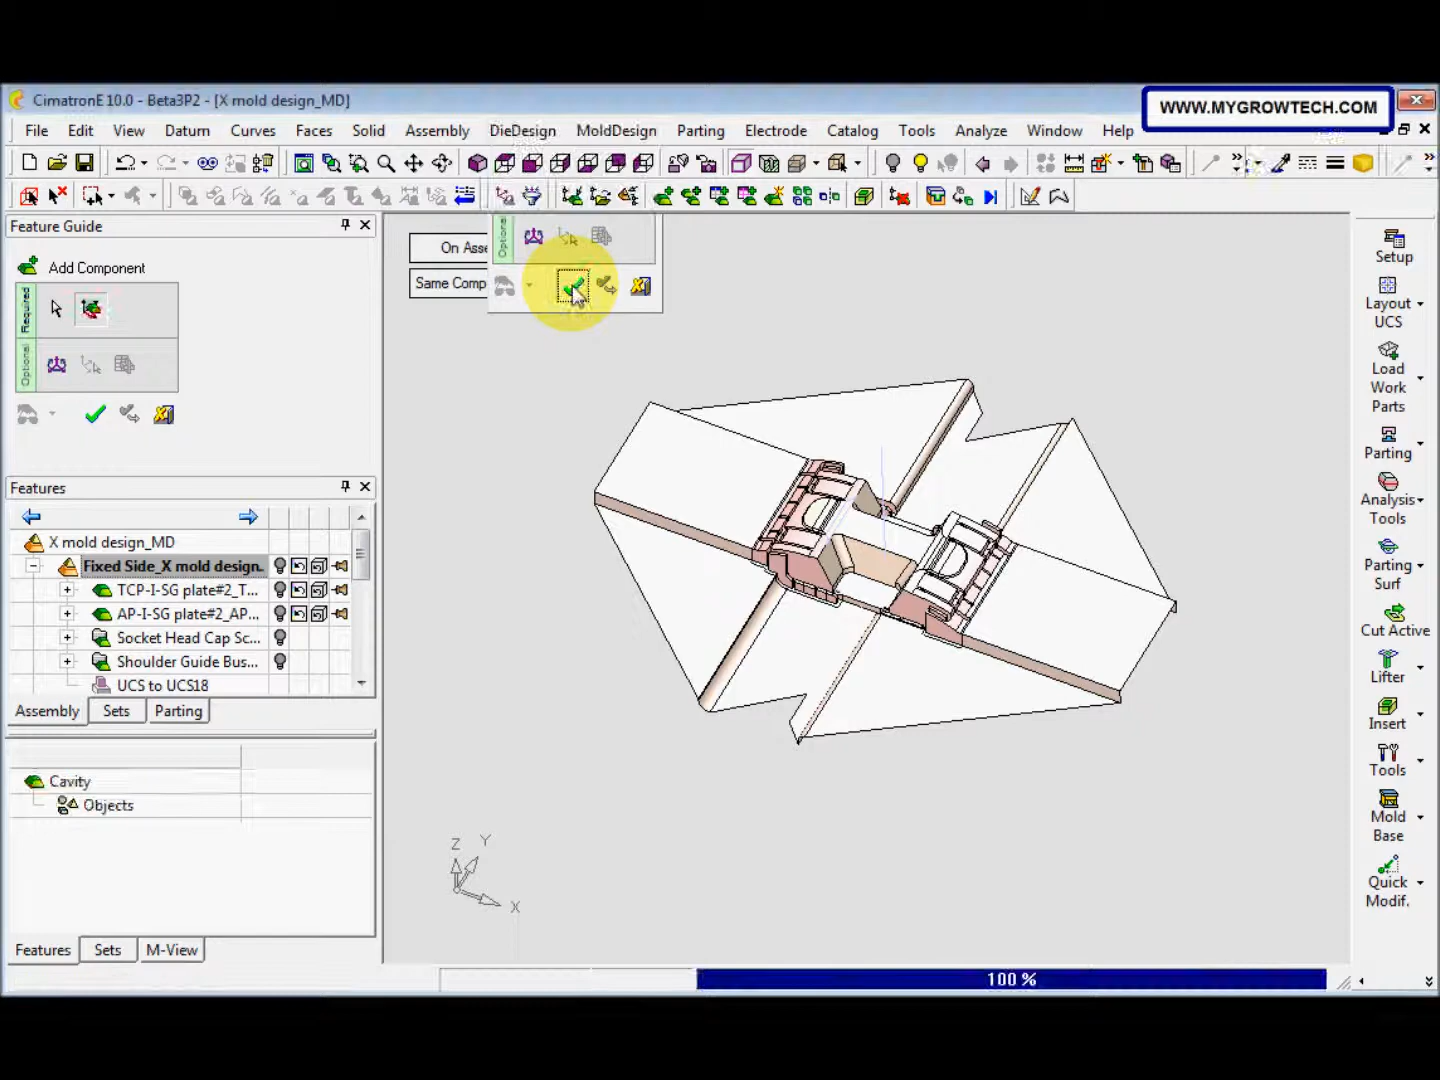 CimatronE 10.0 - Beta3P2 - [X mold design_MD]
WWW.MYGROWTECH.COM
File Edit View Datum Curves Faces Solid Assembly DieDesign MoldDesign Parting Electrode Catalog Tools Analyze Window Help
Feature Guide
Add Component
Required
Optional
Optional
On Asse
Same Comp
Features
X mold design_MD
Fixed Side_X mold design.
TCP-I-SG plate#2_T...
AP-I-SG plate#2_AP...
Socket Head Cap Sc...
Shoulder Guide Bus...
UCS to UCS18
Assembly Sets Parting
Cavity
Objects
Features Sets M-View
Z Y
X
100 %
Setup
Layout
UCS
Load
Work
Parts
Parting
Analysis
Tools
Parting
Surf
Cut Active
Lifter
Insert
Tools
Mold
Base
Quick
Modif.